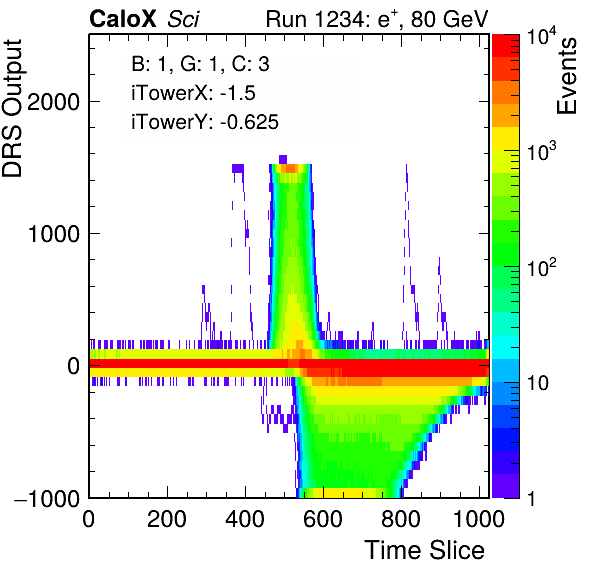 CaloX Sci
Run 1234: e⁺, 80 GeV
B: 1, G: 1, C: 3
iTowerX: -1.5
iTowerY: -0.625
DRS Output
2000
1000
0
−1000
0 200 400 600 800 1000
Time Slice
Events
10⁴
10³
10²
10
1